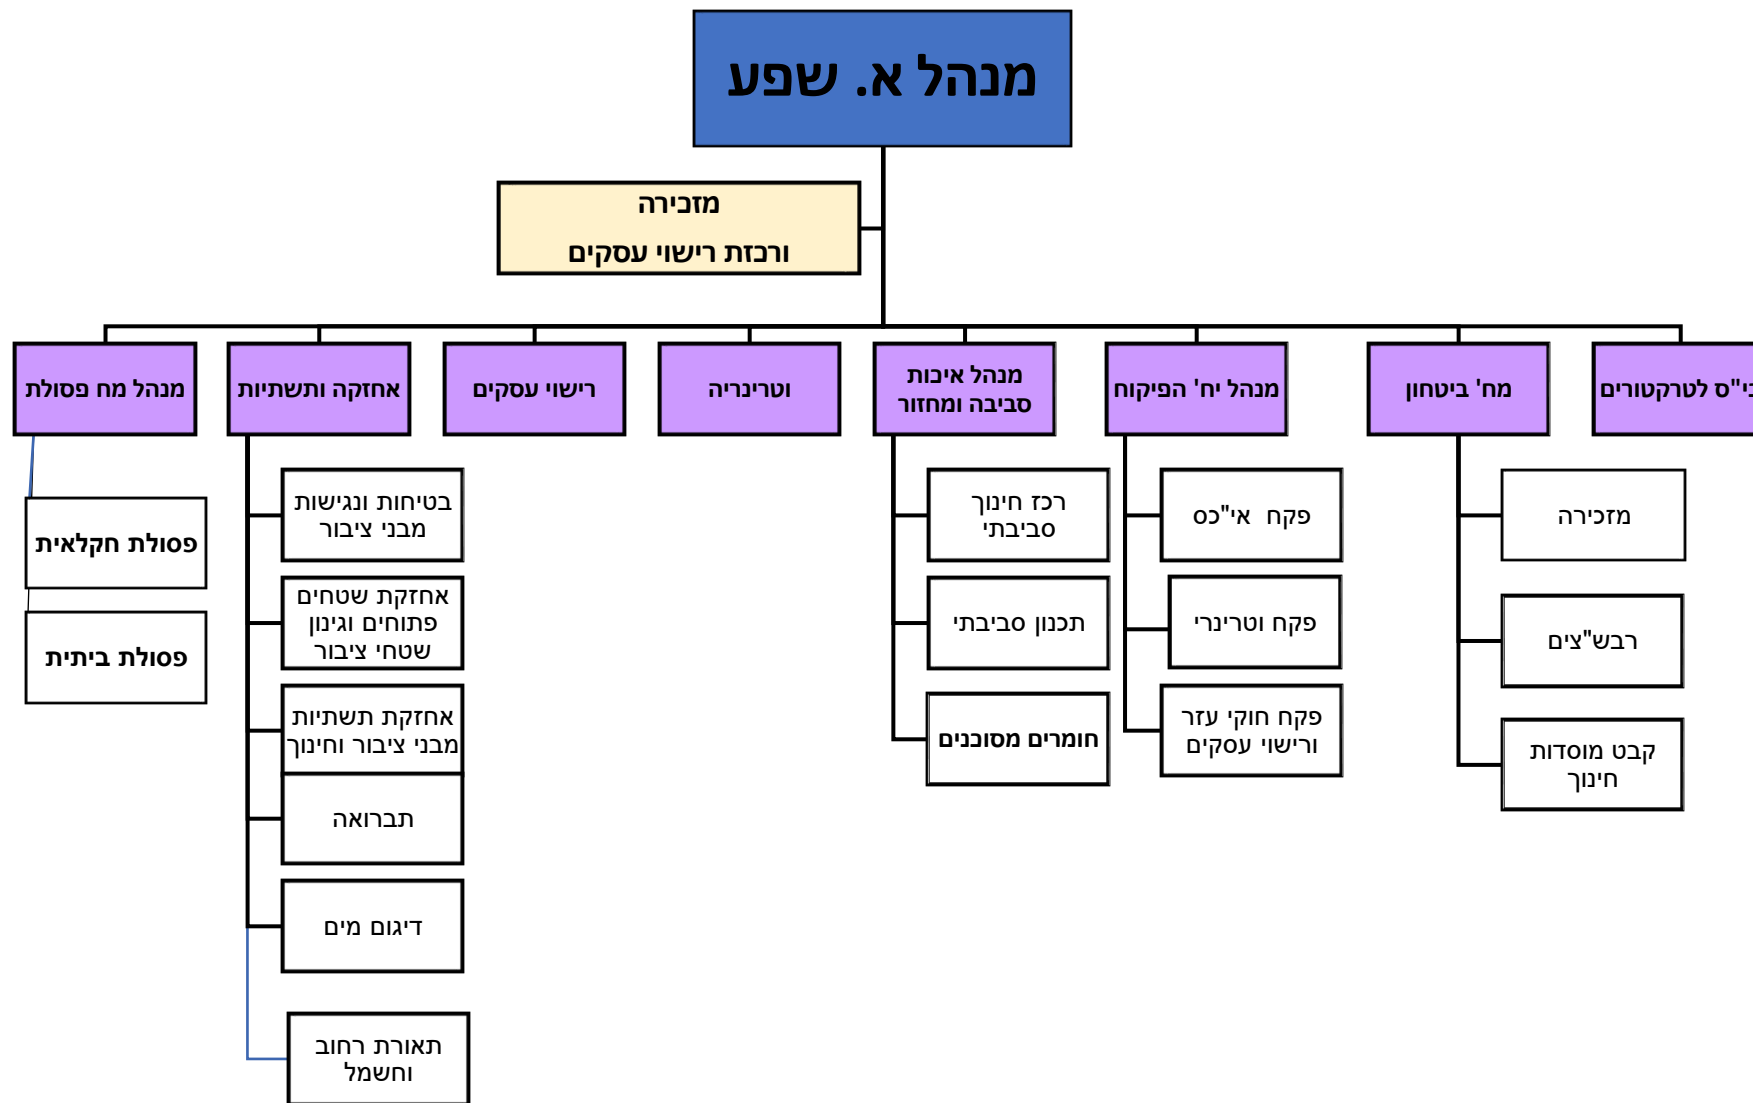 מנהל א. שפע
מזכירה
ורכזת רישוי עסקים
בי"ס לטרקטורים
מח' ביטחון
מנהל יח' הפיקוח
מנהל איכות
סביבה ומחזור
וטרינריה
רישוי עסקים
אחזקה ותשתיות
מנהל מח פסולת
מזכירה
רבש"צים
קבט מוסדות
חינוך
פקח אי"כס
פקח וטרינרי
פקח חוקי עזר
ורישוי עסקים
רכז חינוך
סביבתי
תכנון סביבתי
חומרים מסוכנים
בטיחות ונגישות
מבני ציבור
אחזקת שטחים
פתוחים וגינון
שטחי ציבור
אחזקת תשתיות
מבני ציבור וחינוך
תברואה
דיגום מים
תאורת רחוב
וחשמל
פסולת חקלאית
פסולת ביתית